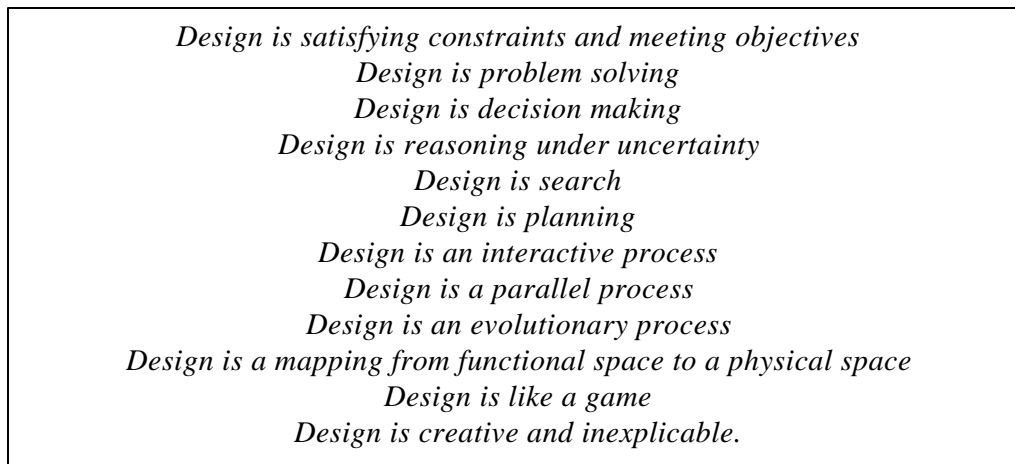 Design is satisfying constraints and meeting objectives
Design is problem solving
Design is decision making
Design is reasoning under uncertainty
Design is search
Design is planning
Design is an interactive process
Design is a parallel process
Design is an evolutionary process
Design is a mapping from functional space to a physical space
Design is like a game
Design is creative and inexplicable.